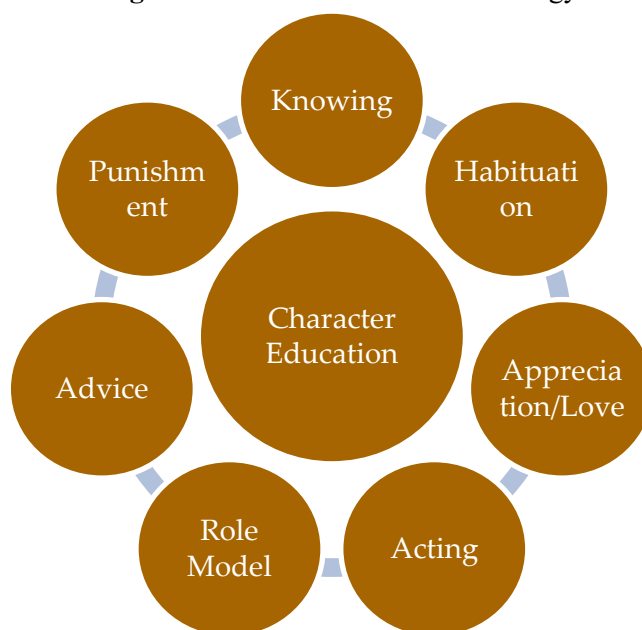 Knowing
Habituati
on
Apprecia
tion/Love
Acting
Role
Model
Advice
Punishm
ent
Character
Education